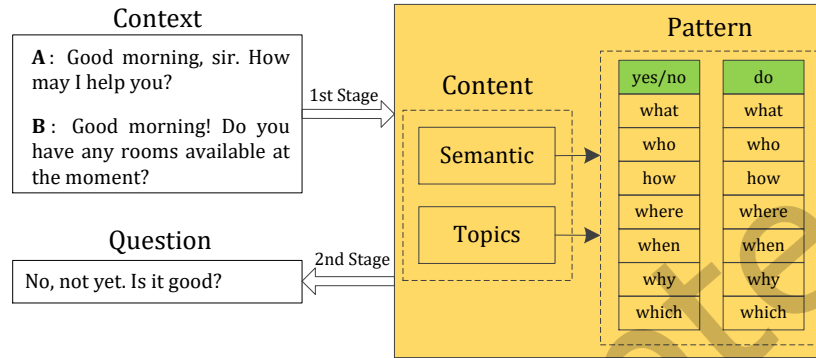 Context
A: Good morning, sir. How
may I help you?
B: Good morning! Do you
have any rooms available at
the moment?
1st Stage
Question
No, not yet. Is it good?
2nd Stage
Content
Semantic
Topics
Pattern
yes/no do
what what
who who
how how
where where
when when
why why
which which